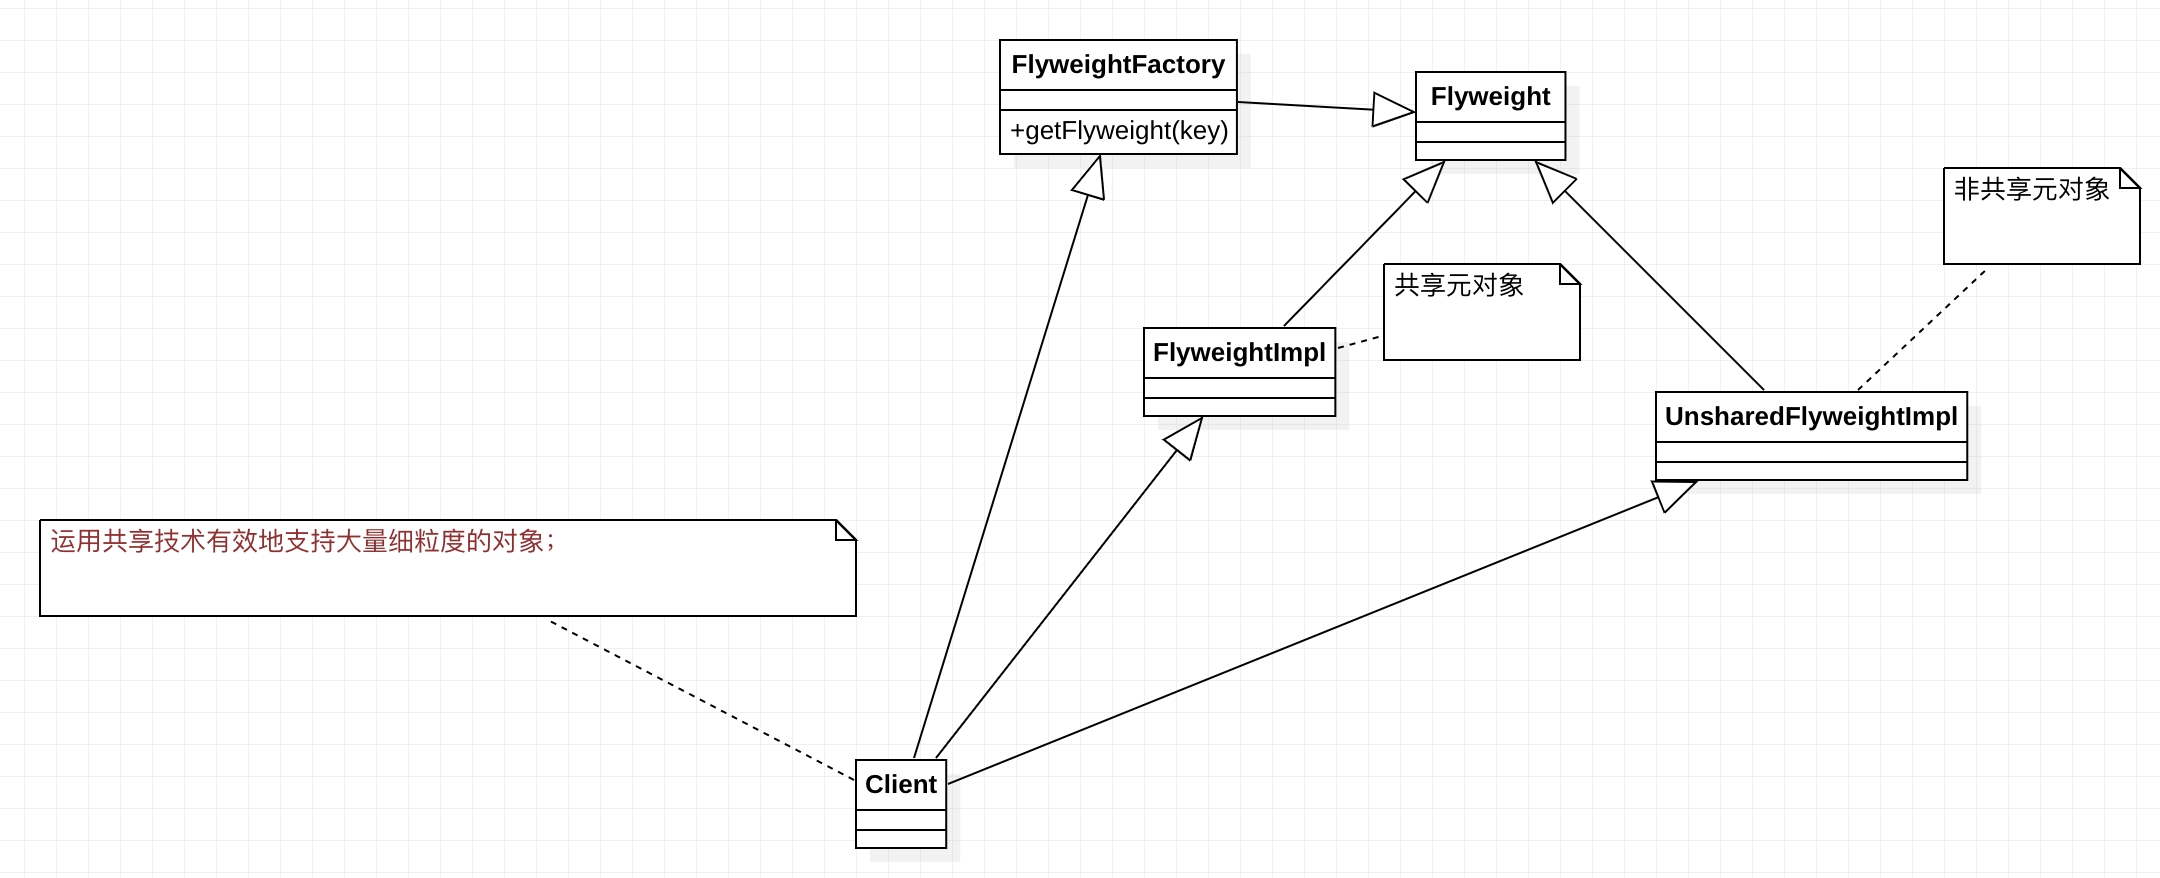 FlyweightFactory
+getFlyweight(key)
Flyweight
非共享元对象
共享元对象
FlyweightImpl
UnsharedFlyweightImpl
运用共享技术有效地支持大量细粒度的对象；
Client